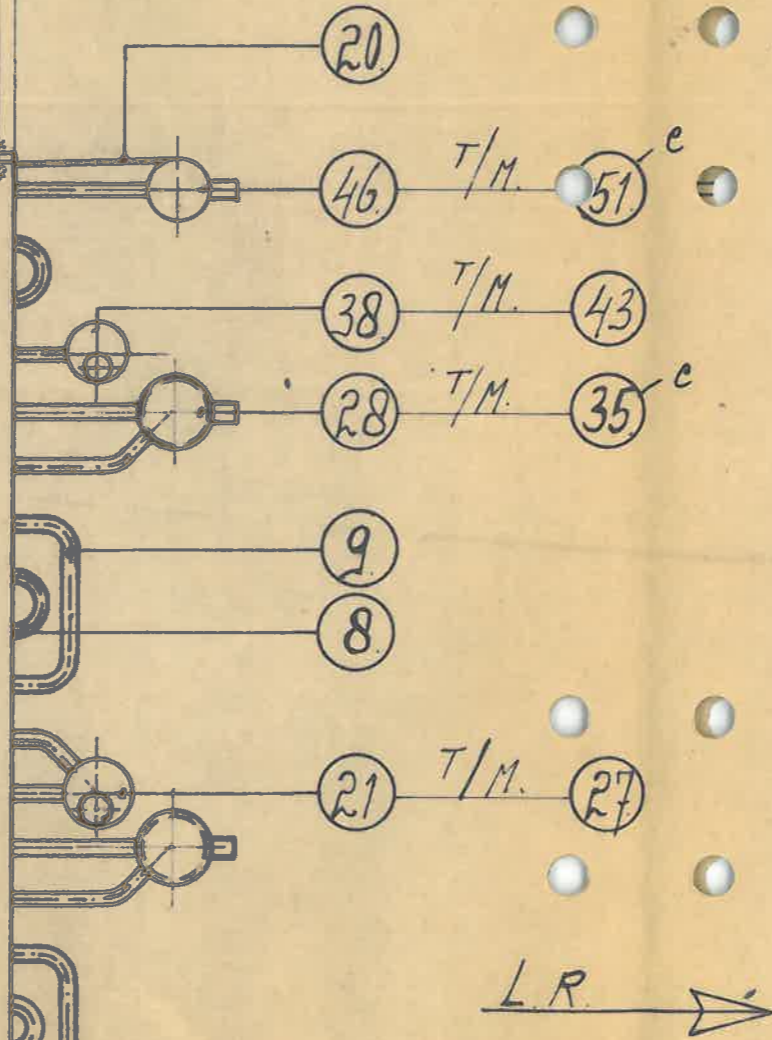 20.
46. T/M. 51. e
38. T/M. 43
28 T/M. 35. e
9.
8.
21 T/M. 27.
L.R.